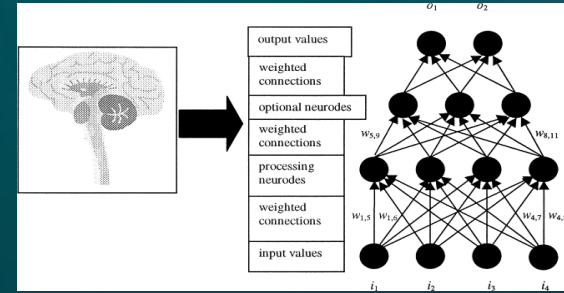 o₁ o₂
output values
weighted
connections
optional neurodes
weighted
connections
w₅,₉ w₈,₁₁
processing
neurodes
weighted
connections
w₁,₅ w₁,₆ w₄,₇
input values
i₁ i₂ i₃ i₄